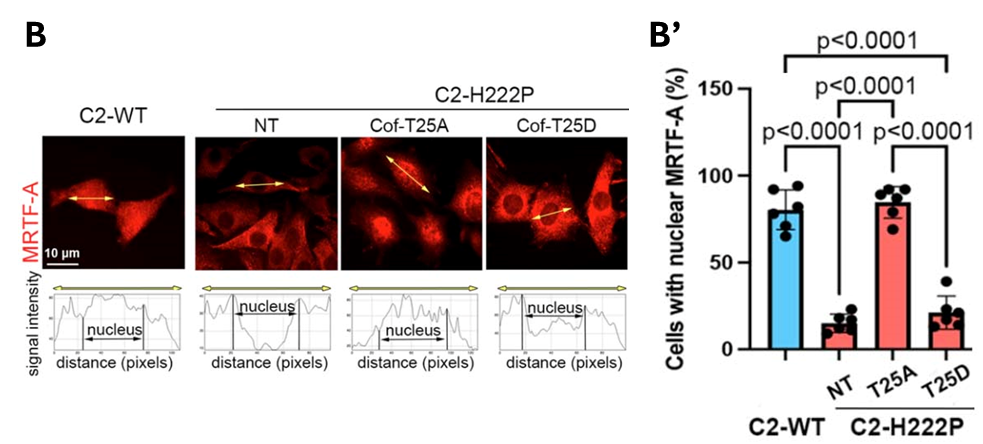 B
C2-WT
C2-H222P
NT
Cof-T25A
Cof-T25D
MRTF-A
10 µm
signal intensity
nucleus
nucleus
nucleus
nucleus
distance (pixels)
distance (pixels)
distance (pixels)
distance (pixels)
B’
p<0.0001
p<0.0001
p<0.0001
p<0.0001
Cells with nuclear MRTF-A (%)
150
100
50
0
NT
T25A
T25D
C2-WT
C2-H222P